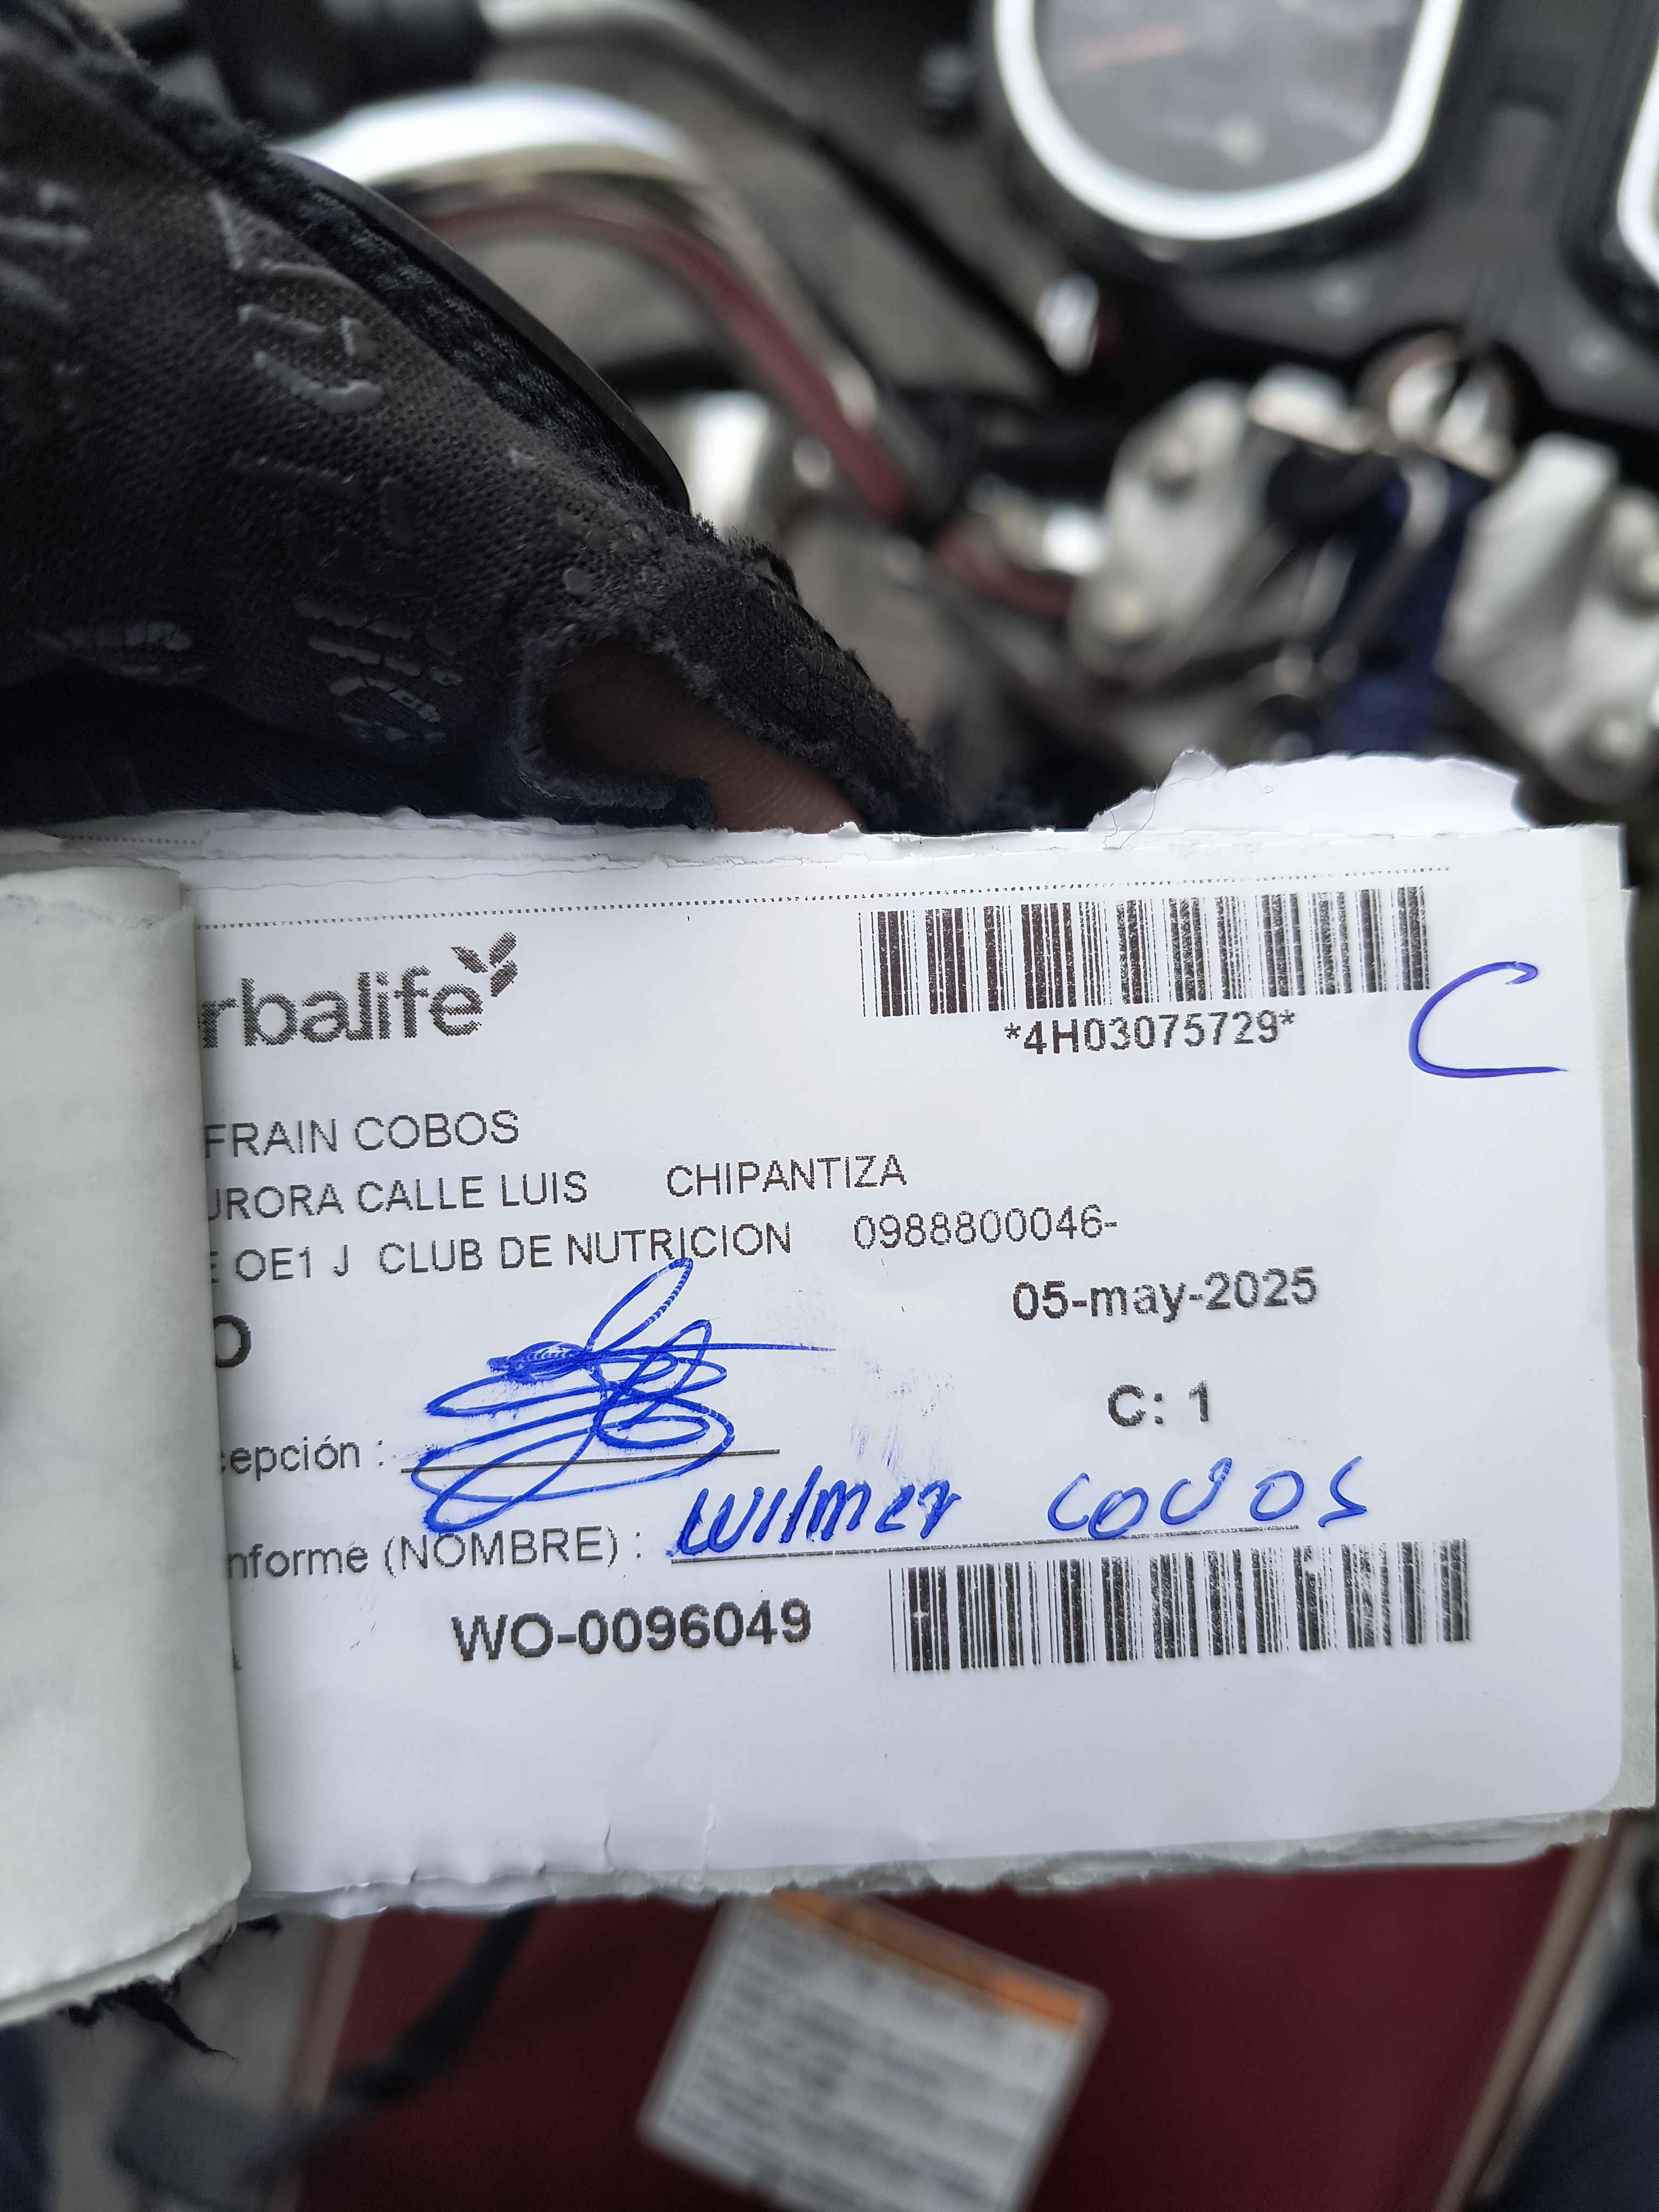 rbalife
*4H03075729*
C
FRAIN COBOS
URORA CALLE LUIS CHIPANTIZA
E OE1 J CLUB DE NUTRICION 0988800046-
05-may-2025
O
C: 1
cepción :
nforme (NOMBRE) : Wilmer COBOS
WO-0096049